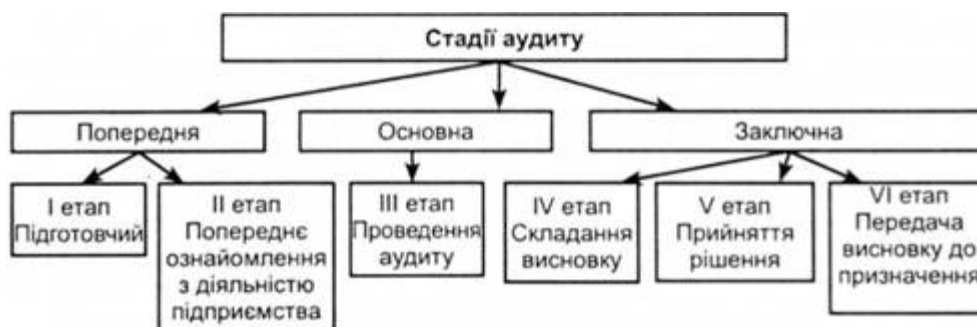 Стадії аудиту
Попередня
Основна
Заключна
I етап
Підготовчий
II етап
Попереднє
ознайомлення
з діяльністю
підприємства
III етап
Проведення
аудиту
IV етап
Складання
висновку
V етап
Прийняття
рішення
VI етап
Передача
висновку до
призначення